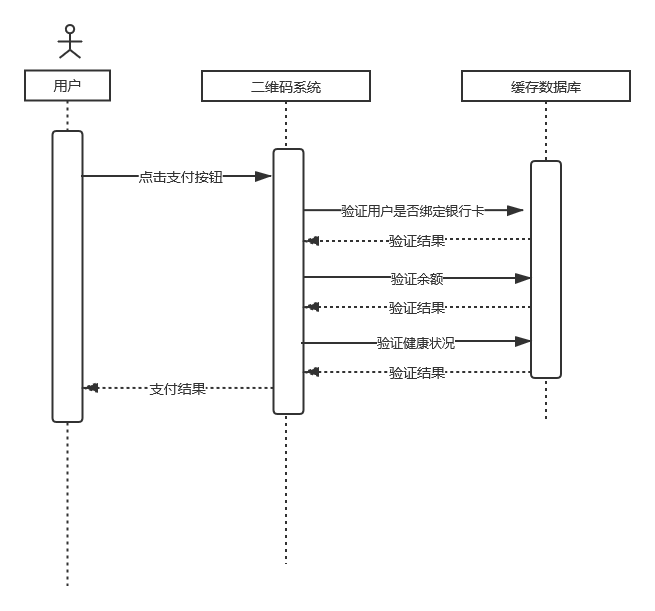 用户
二维码系统
缓存数据库
点击支付按钮
验证用户是否绑定银行卡
验证结果
验证余额
验证结果
验证健康状况
验证结果
支付结果